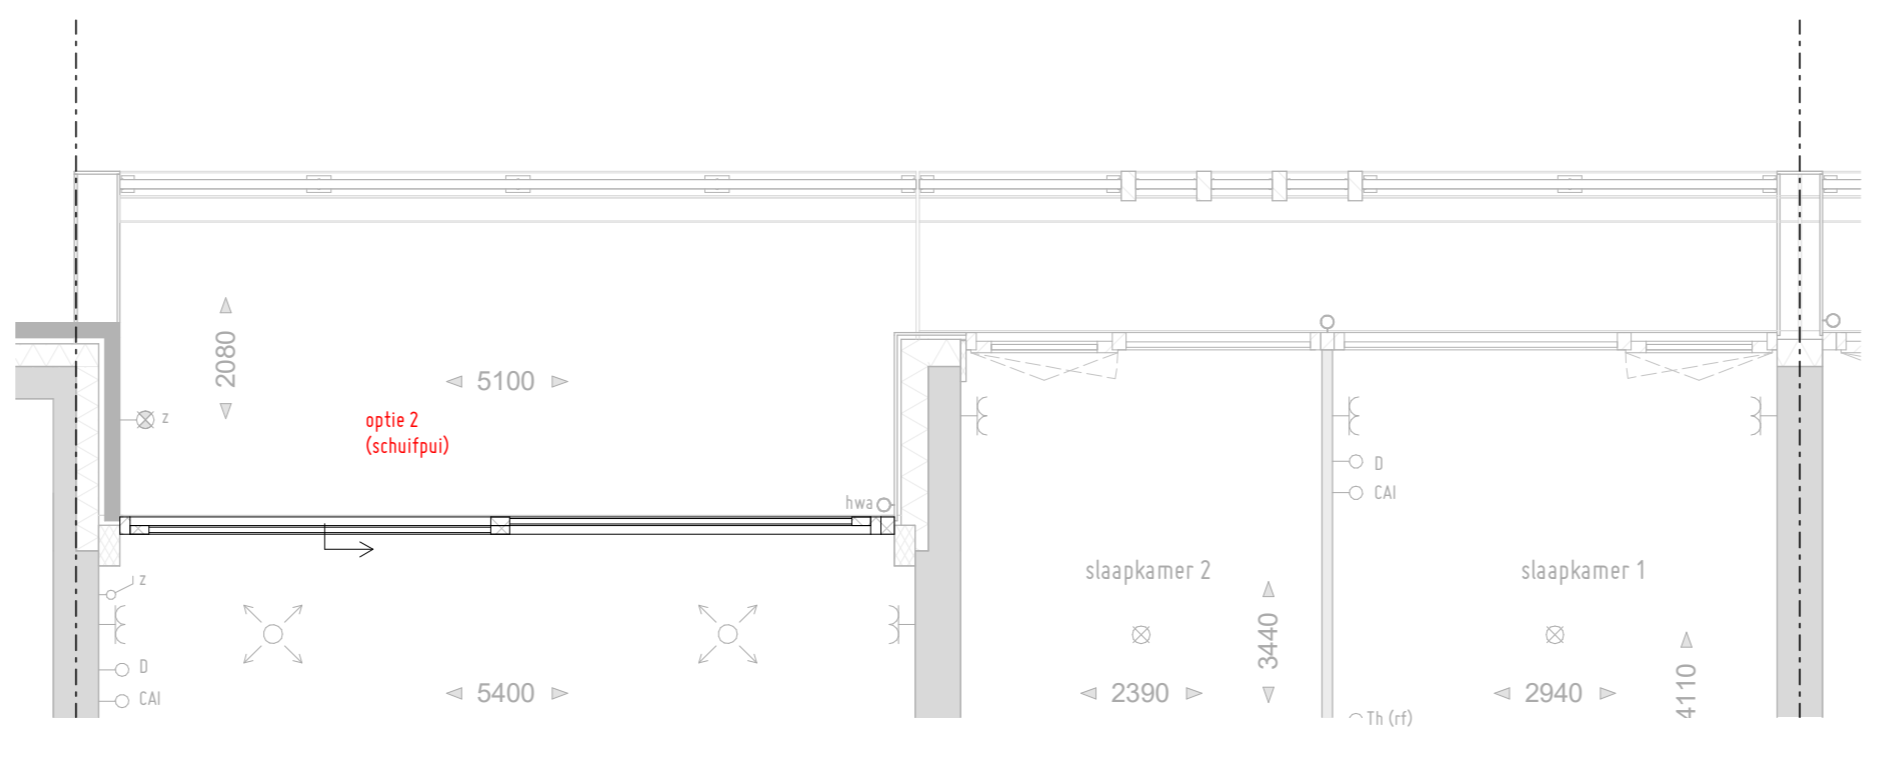 2080
5100
z
optie 2
(schuifpui)
hwa
D
CAI
z
D
CAI
5400
slaapkamer 2
3440
2390
slaapkamer 1
2940
4110
Th (rf)